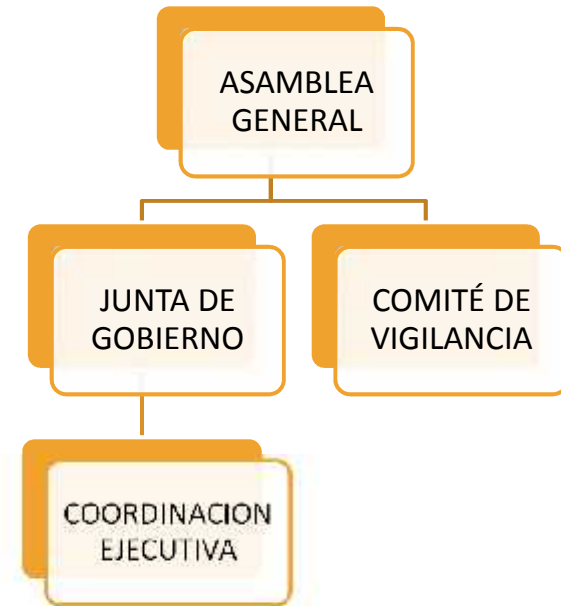 ASAMBLEA
GENERAL
JUNTA DE
GOBIERNO
COMITÉ DE
VIGILANCIA
COORDINACION
EJECUTIVA